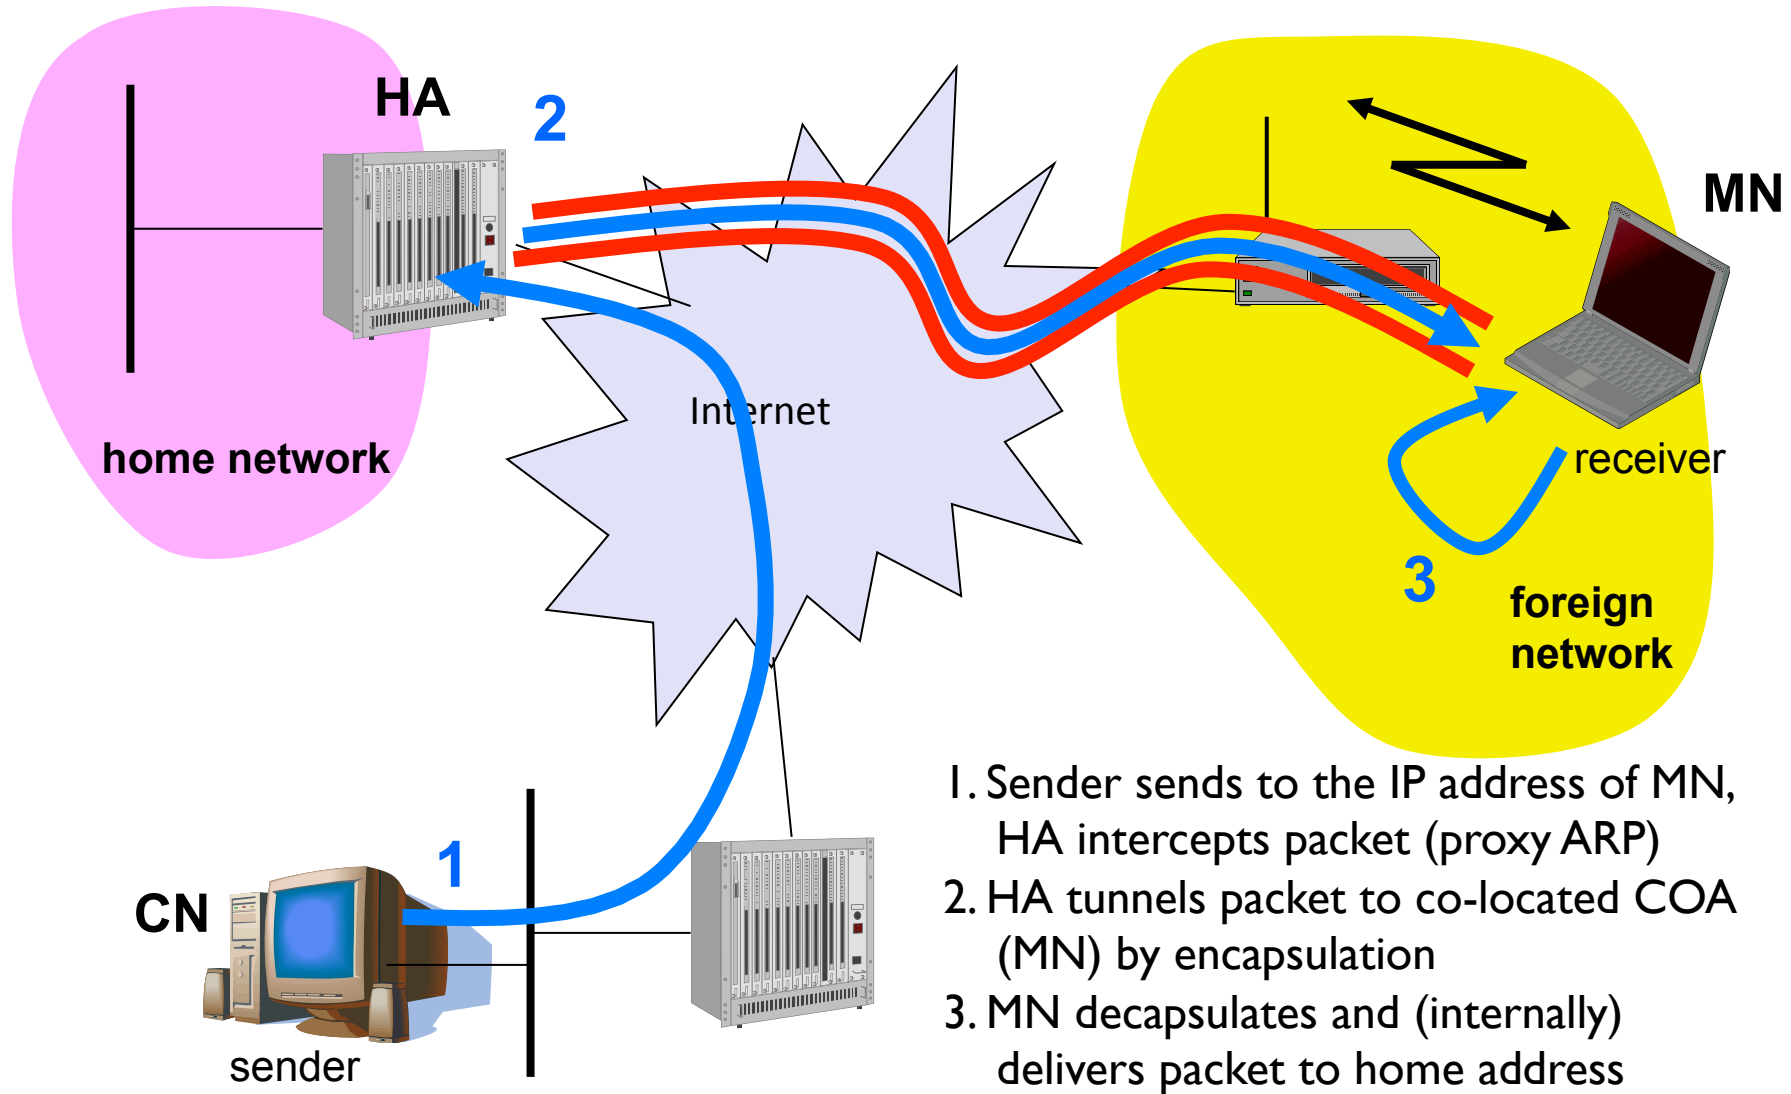 HA
2
MN
Internet
home network
receiver
3
foreign
network
1
CN
sender
1. Sender sends to the IP address of MN,
HA intercepts packet (proxy ARP)
2. HA tunnels packet to co-located COA
(MN) by encapsulation
3. MN decapsulates and (internally)
delivers packet to home address